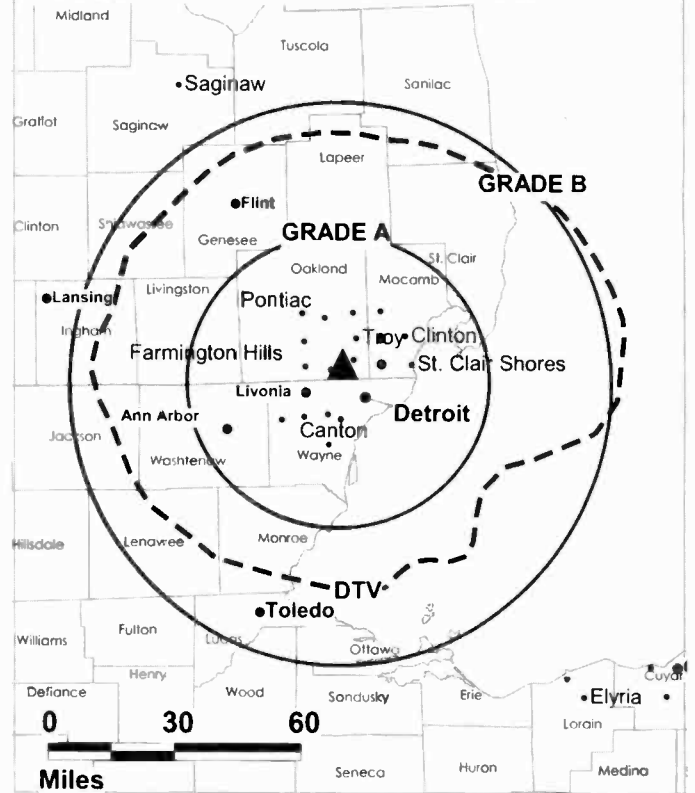 Midland
Tuscola
Saginaw
Sanilac
Gratiot
Saginaw
Lapeer
GRADE B
Flint
Clinton
Shiawassee
GRADE A
Genesee
St. Clair
Oakland
Mocamb
Livingston
Lansing
Pontiac
Ingham
Troy
Clinton
Farmington Hills
St. Clair Shores
Livonia
Ann Arbor
Detroit
Canton
Jackson
Wayne
Washtenaw
Monroe
Hillsdale
Lenawee
DTV
Toledo
Fulton
Williams
Lucas
Ottawa
Henry
Cuyah
Defiance
Wood
Sandusky
Erie
Elyria
0 30 60
Lorain
Miles
Seneca
Huron
Medina